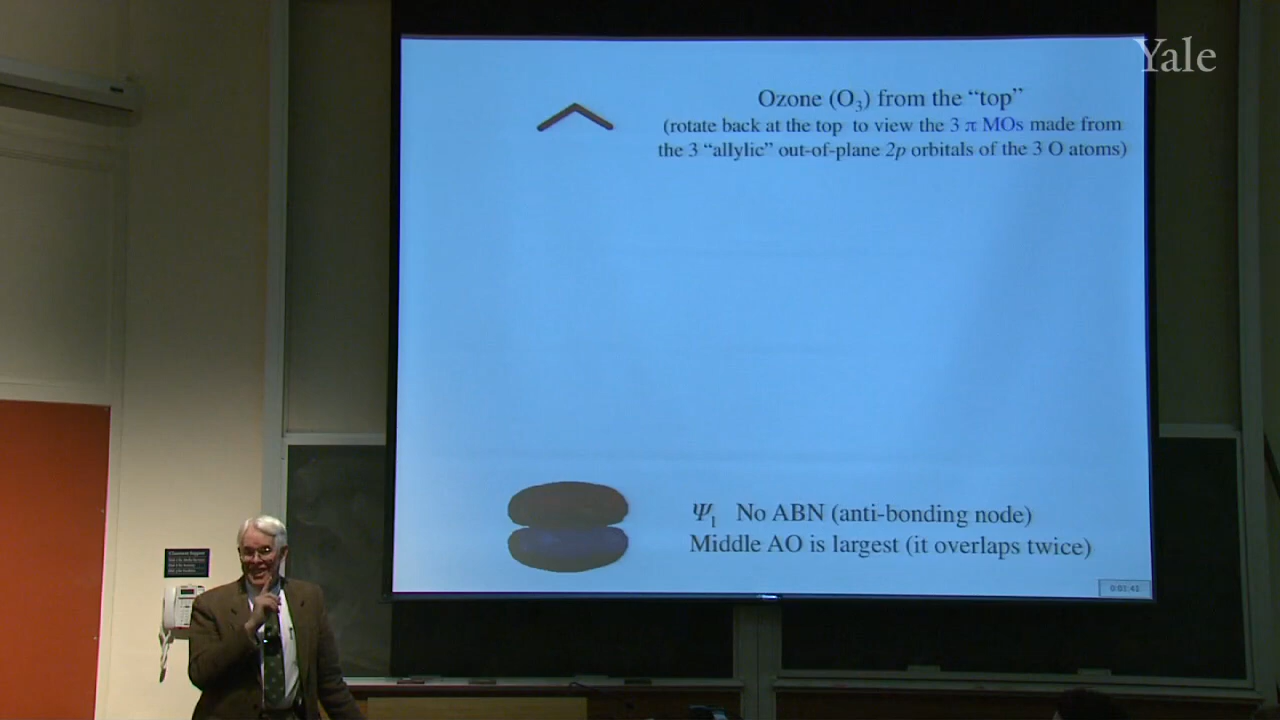 Yale
Ozone (O₃) from the “top”
(rotate back at the top to view the 3 π MOs made from
the 3 “allylic” out-of-plane 2p orbitals of the 3 O atoms)
Ψ₁ No ABN (anti-bonding node)
Middle AO is largest (it overlaps twice)